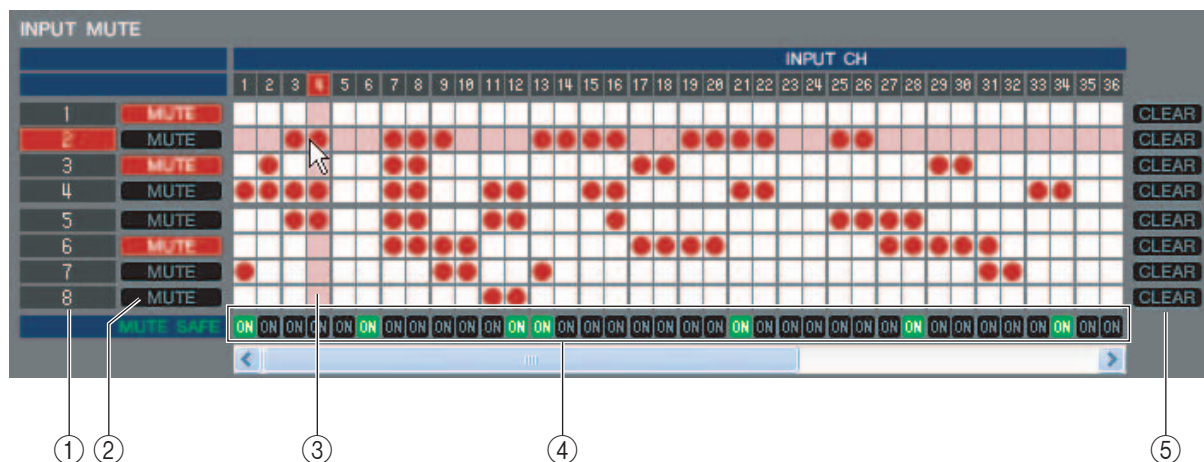 INPUT MUTE
INPUT CH
1 2 3 4 5 6 7 8 9 10 11 12 13 14 15 16 17 18 19 20 21 22 23 24 25 26 27 28 29 30 31 32 33 34 35 36
1 MUTE CLEAR
2 MUTE CLEAR
3 MUTE CLEAR
4 MUTE CLEAR
5 MUTE CLEAR
6 MUTE CLEAR
7 MUTE CLEAR
8 MUTE CLEAR
MUTE SAFE ON ON ON ON ON ON ON ON ON ON ON ON ON ON ON ON ON ON ON ON ON ON ON ON ON ON ON ON ON ON ON ON ON ON ON ON
① ② ③ ④ ⑤